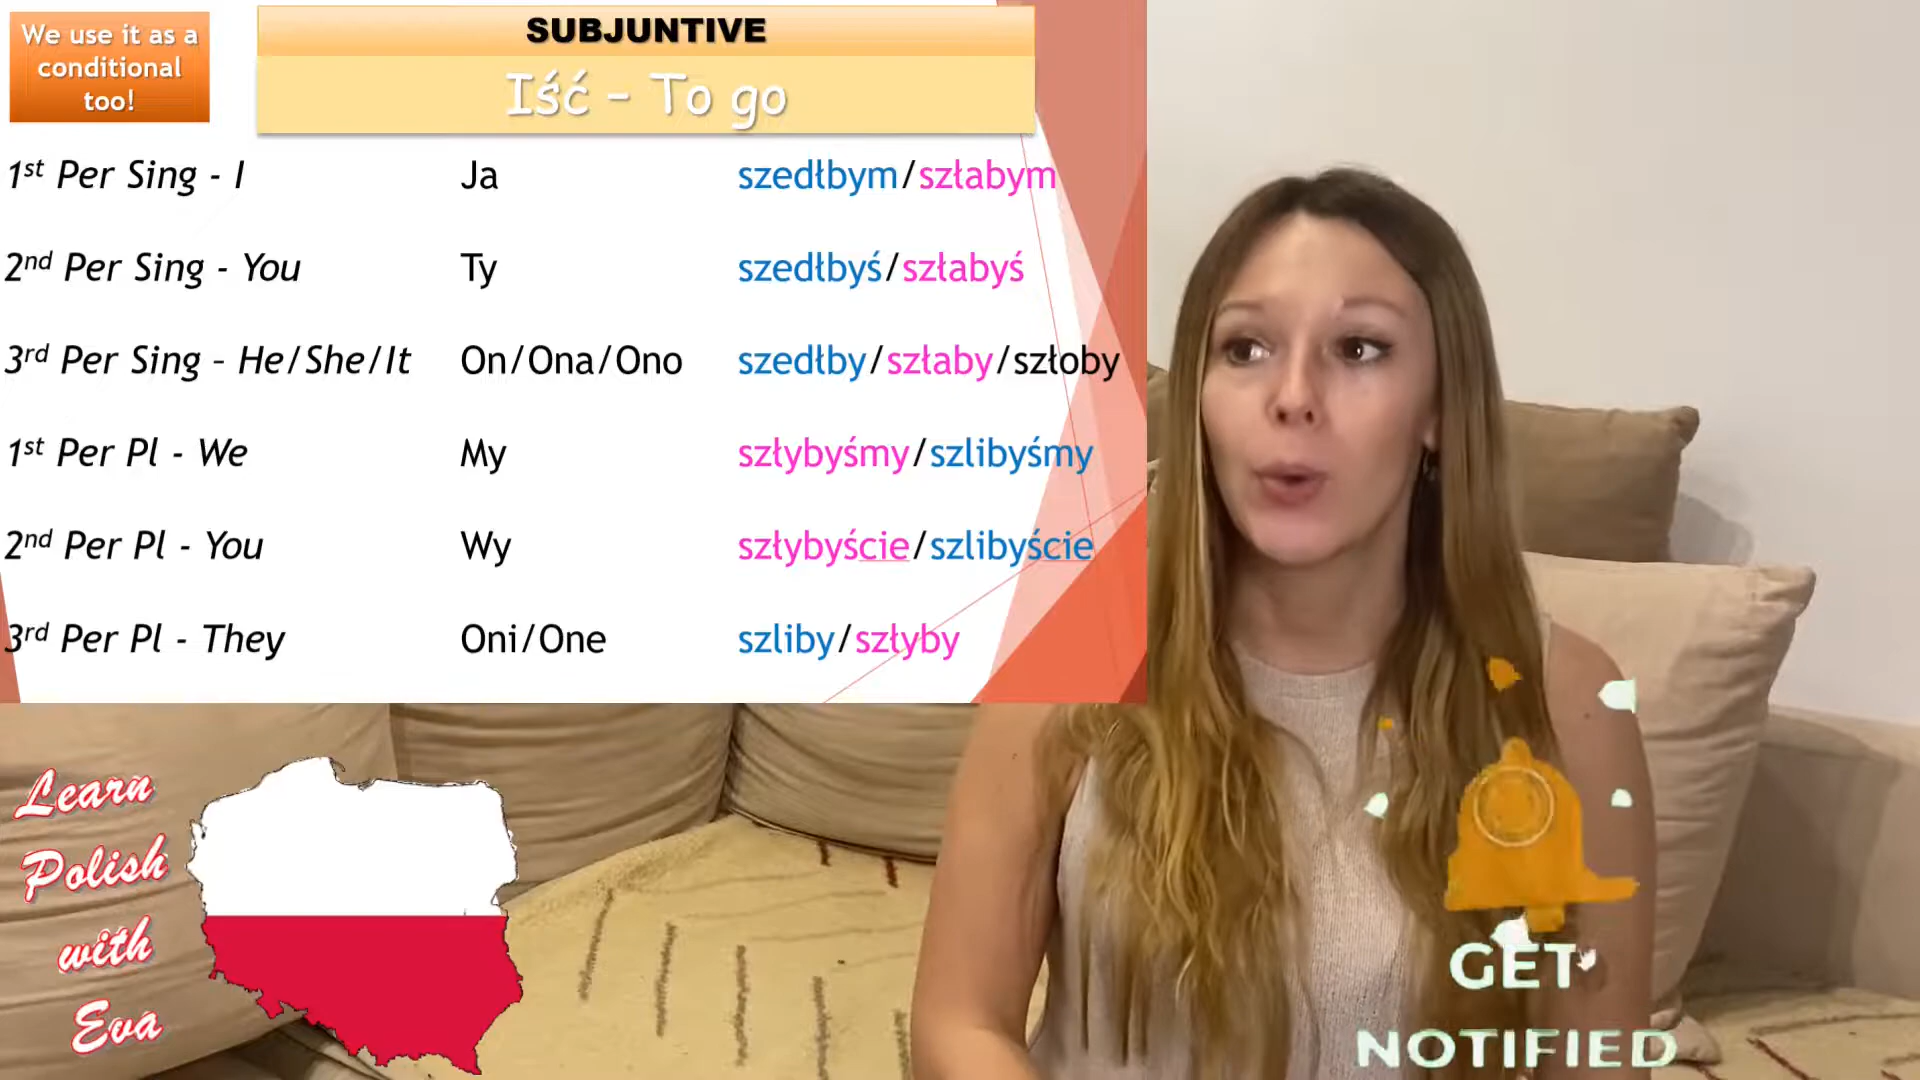 We use it as a
conditional
too!
SUBJUNTIVE
Iść - To go
1st Per Sing - I Ja szedłbym/szłabym
2nd Per Sing - You Ty szedłbyś/szłabyś
3rd Per Sing - He/She/It On/Ona/Ono szedłby/szłaby/szłoby
1st Per Pl - We My szłybyśmy/szlibyśmy
2nd Per Pl - You Wy szłybyście/szlibyście
3rd Per Pl - They Oni/One szliby/szłyby
Learn
Polish
with
Eva
GET
NOTIFIED